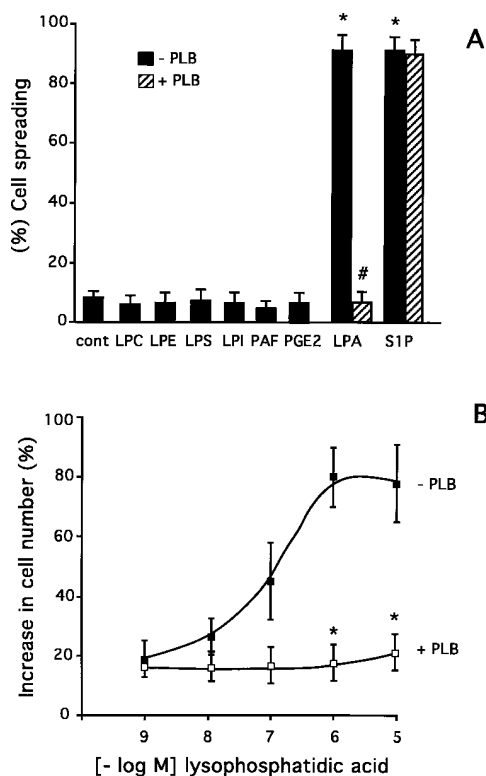 A
100
80
60
40
20
0
(%) Cell spreading
- PLB
+ PLB
*
*
#
cont LPC LPE LPS LPI PAF PGE2 LPA S1P
B
100
80
60
40
20
0
Increase in cell number (%)
- PLB
* *
+ PLB
9 8 7 6 5
[- log M] lysophosphatidic acid